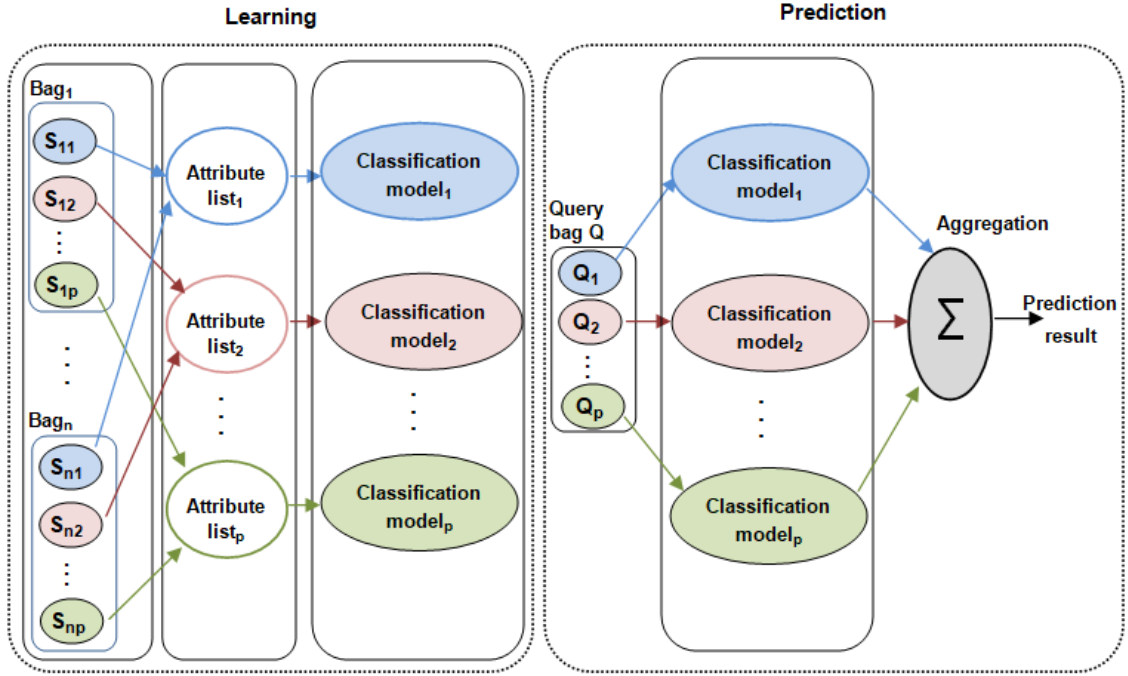 Learning
Bag₁
S₁₁
S₁₂
...
S₁ₚ
...
Bagₙ
Sₙ₁
Sₙ₂
...
Sₙₚ
Attribute
list₁
Attribute
list₂
...
Attribute
listₚ
Classification
model₁
Classification
model₂
...
Classification
modelₚ
Prediction
Query
bag Q
Q₁
Q₂
...
Qₚ
Classification
model₁
Classification
model₂
...
Classification
modelₚ
Aggregation
Σ
Prediction
result